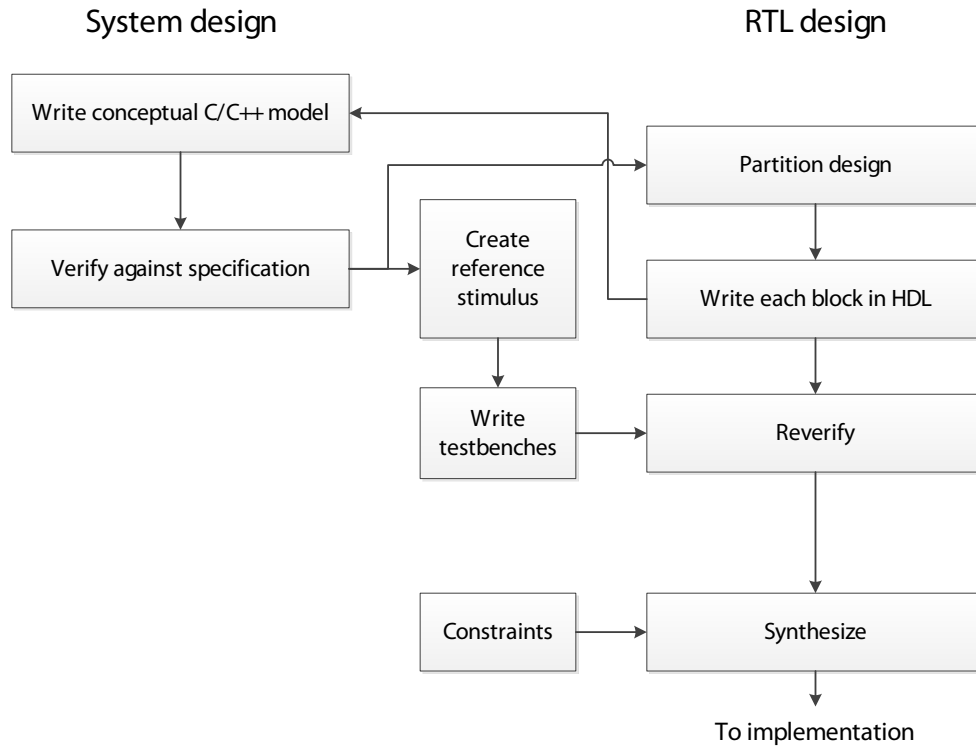 System design
RTL design
Write conceptual C/C++ model
Partition design
Verify against specification
Create
reference
stimulus
Write each block in HDL
Write
testbenches
Reverify
Constraints
Synthesize
To implementation